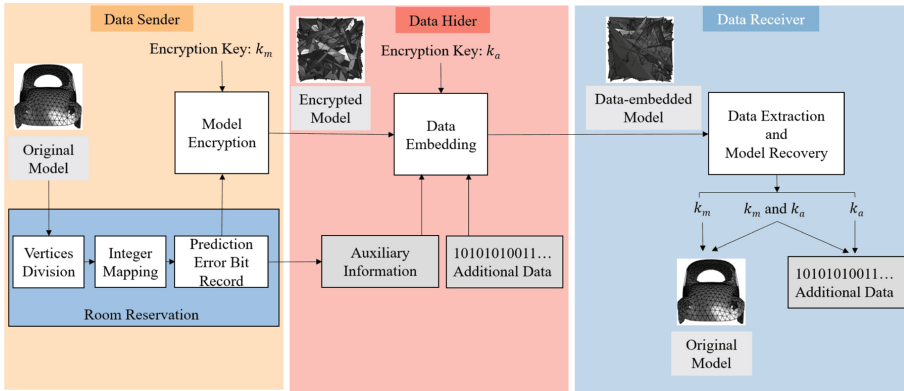 Data Sender
Encryption Key: k_m
Original
Model
Model
Encryption
Vertices
Division
Integer
Mapping
Prediction
Error Bit
Record
Room Reservation
Data Hider
Encryption Key: k_a
Encrypted
Model
Data
Embedding
Auxiliary
Information
10101010011…
Additional Data
Data Receiver
Data-embedded
Model
Data Extraction
and
Model Recovery
k_m
k_m and k_a
k_a
10101010011…
Additional Data
Original
Model